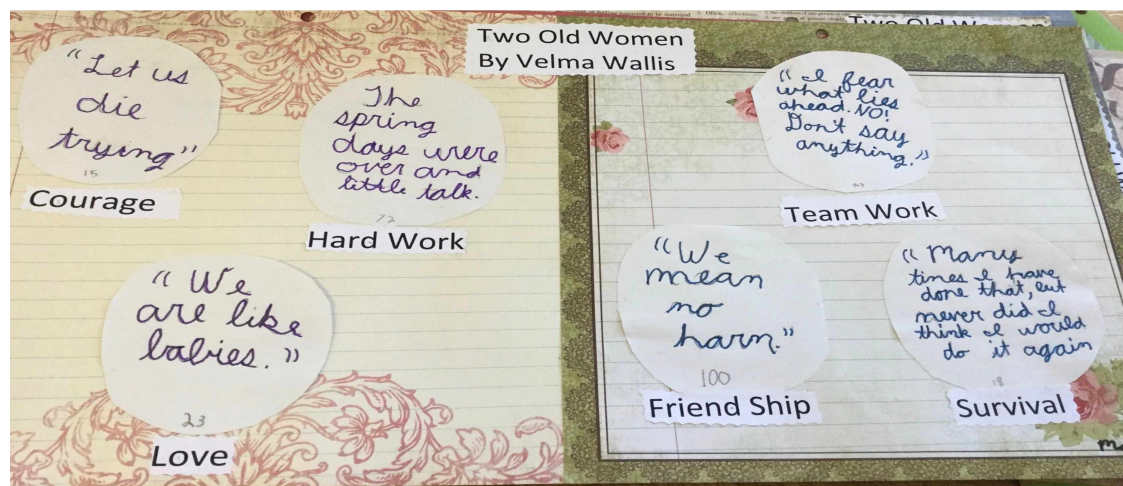 Two Old Women
By Velma Wallis
"Let us
die
trying"
15
Courage
The
spring
days were
over and
little talk.
72
Hard Work
"We
are like
babies."
23
Love
"I fear
what lies
ahead. NO!
Don't say
anything."
Team Work
"We
mean
no
harm."
100
Friend Ship
"Many
times I have
done that, but
never did I
think I would
do it again
18
Survival
Two Old